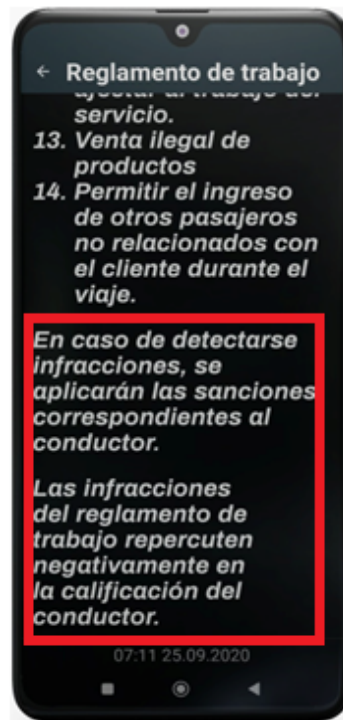 ← Reglamento de trabajo
servicio.
13. Venta ilegal de
productos
14. Permitir el ingreso
de otros pasajeros
no relacionados con
el cliente durante el
viaje.
En caso de detectarse
infracciones, se
aplicarán las sanciones
correspondientes al
conductor.
Las infracciones
del reglamento de
trabajo repercuten
negativamente en
la calificación del
conductor.
07:11 25.09.2020